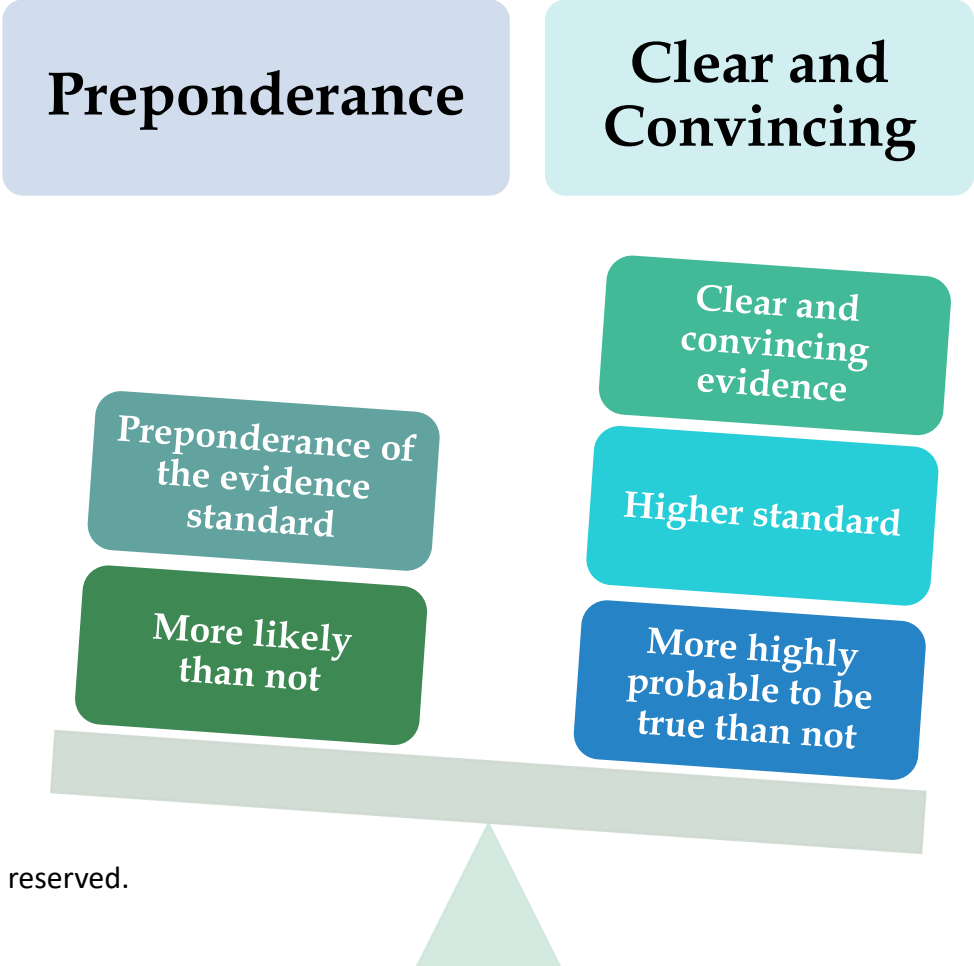 Preponderance
Clear and
Convincing
Preponderance of
the evidence
standard
More likely
than not
Clear and
convincing
evidence
Higher standard
More highly
probable to be
true than not
reserved.